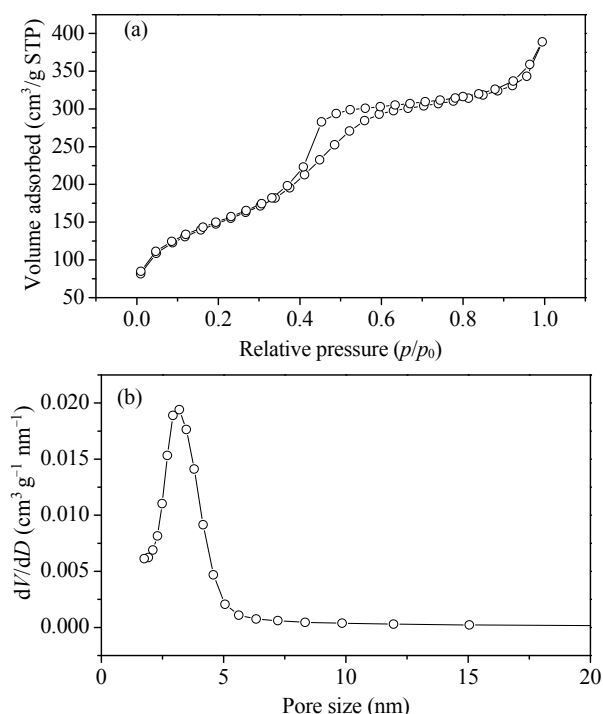 (a)
400
350
300
250
200
150
100
50
Volume adsorbed (cm³/g STP)
0.0 0.2 0.4 0.6 0.8 1.0
Relative pressure (p/p₀)
(b)
0.020
0.015
0.010
0.005
0.000
dV/dD (cm³ g⁻¹ nm⁻¹)
0 5 10 15 20
Pore size (nm)